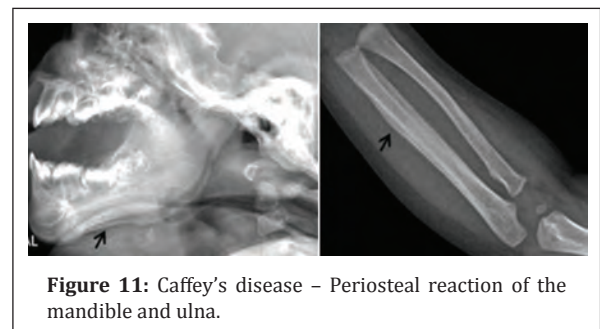 AL
Figure 11: Caffey's disease – Periosteal reaction of the
mandible and ulna.